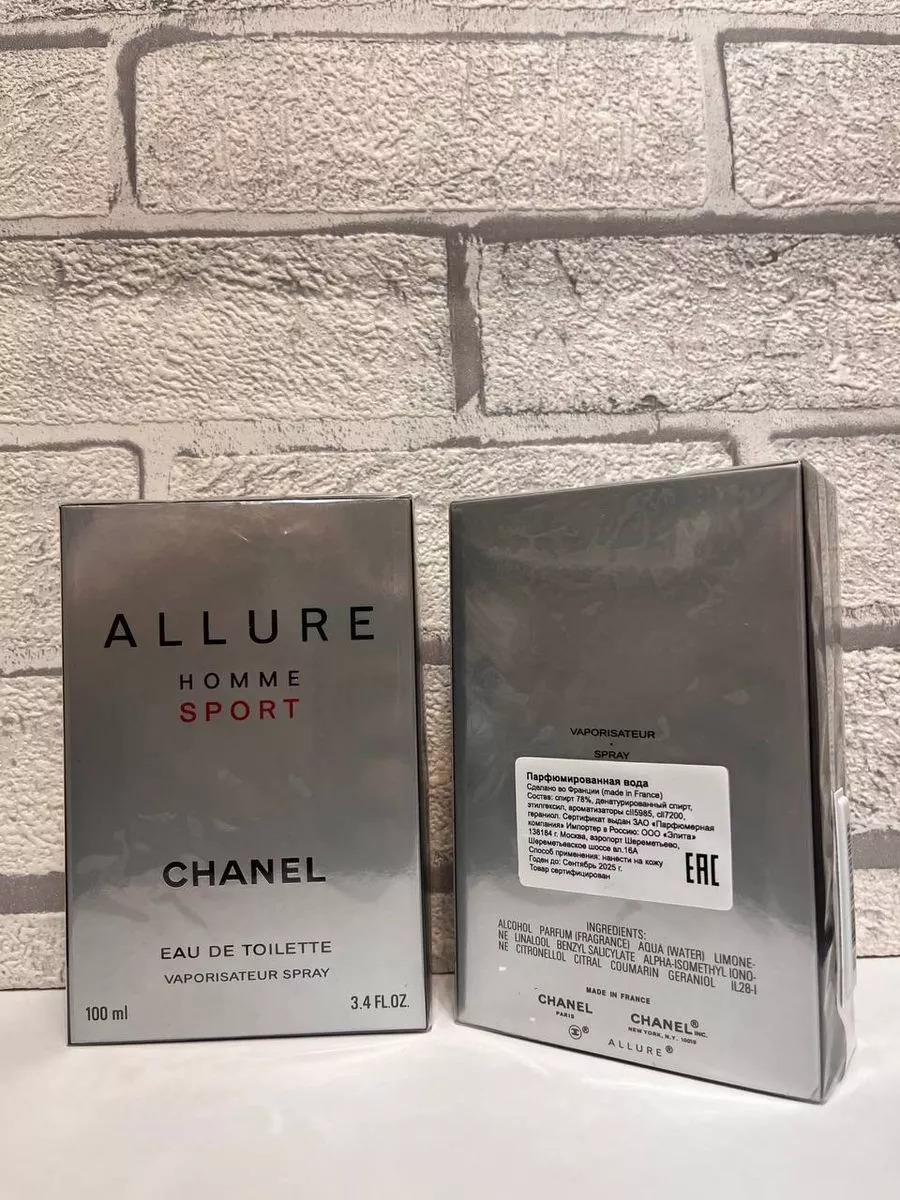 ALLURE
HOMME
SPORT
CHANEL
EAU DE TOILETTE
VAPORISATEUR SPRAY
100 ml
3.4 FL.OZ.
VAPORISATEUR
•
SPRAY
Парфюмированная вода
Сделано во Франции (made in France)
Состав: спирт 78%, денатурированный спирт,
этилгексил, ароматизаторы cll5985, cll7200,
гераниол. Сертификат выдан ЗАО «Парфюмерная
компания» Импортер в Россию: ООО «Элита»
138184 г. Москва, аэропорт Шереметьево,
Шереметьевское шоссе вл.16А
Способ применения: нанести на кожу
Годен до: Сентябрь 2025 г.
Товар сертифицирован
EAC
INGREDIENTS:
ALCOHOL PARFUM (FRAGRANCE) AQUA (WATER) LIMONE-
NE LINALOOL BENZYL SALICYLATE ALPHA-ISOMETHYL IONO-
NE CITRONELLOL CITRAL COUMARIN GERANIOL IL28-I
MADE IN FRANCE
CHANEL
PARIS
CHANEL® INC.
NEW YORK, N.Y. 10019
®
ALLURE®